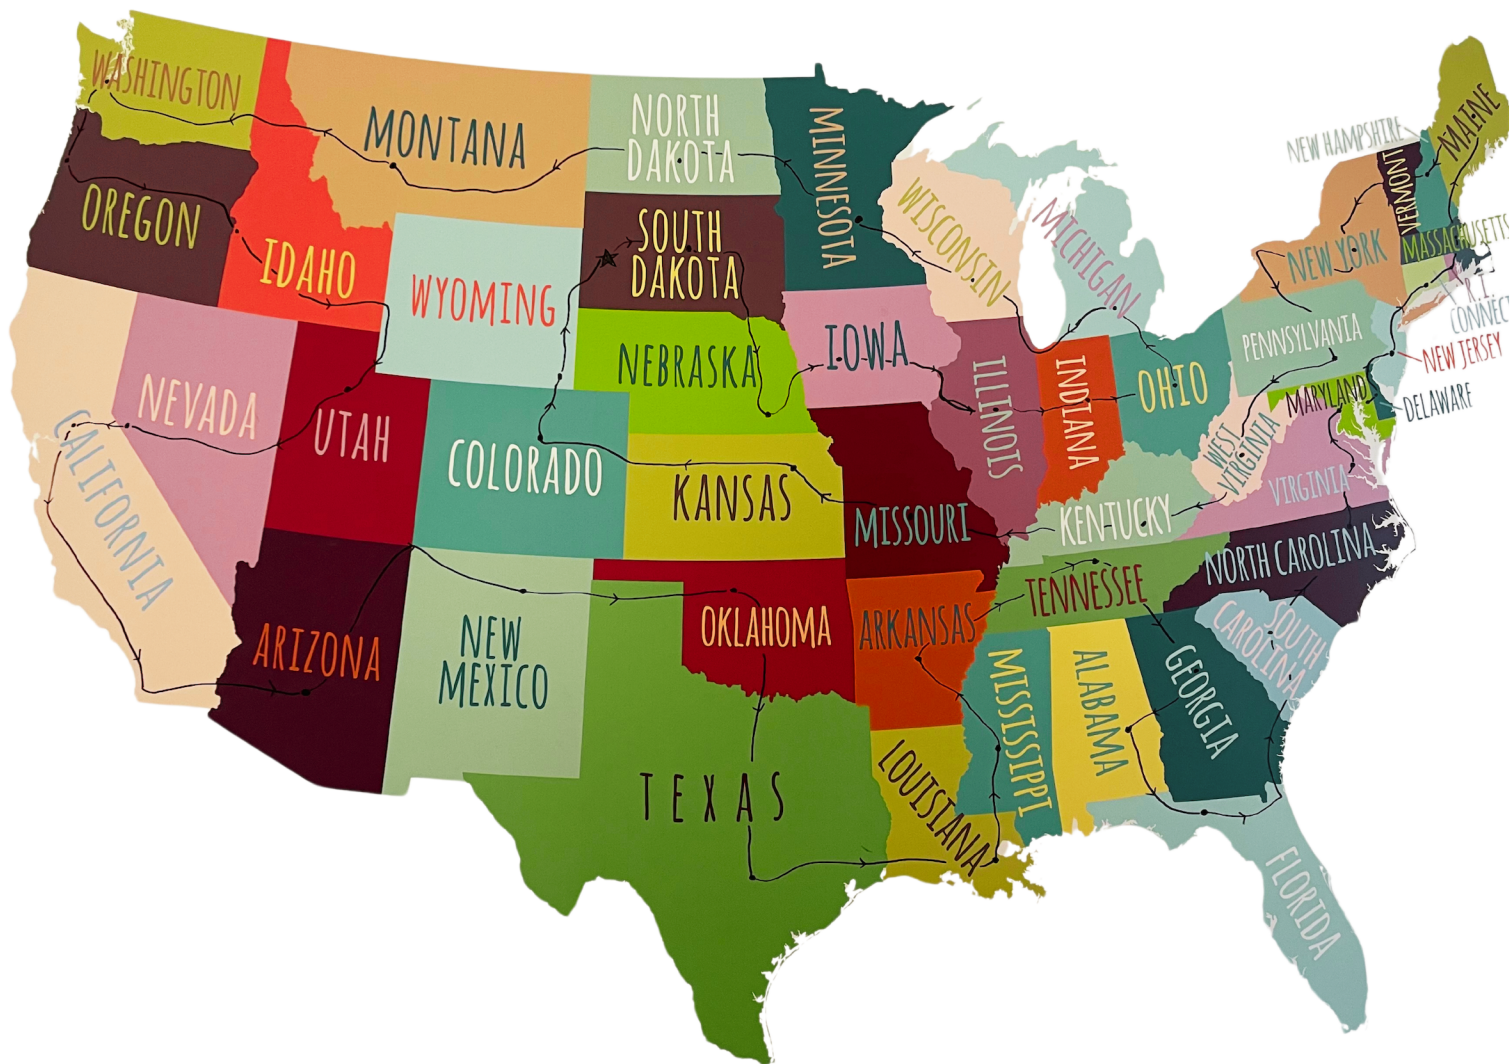 WASHINGTON
MONTANA
NORTH
DAKOTA
MINNESOTA
WISCONSIN
MICHIGAN
NEW HAMPSHIRE
VERMONT
MAINE
OREGON
IDAHO
WYOMING
SOUTH
DAKOTA
IOWA
NEW YORK
MASSACHUSETTS
R.I.
CONNEC
NEW JERSEY
DELAWARE
NEBRASKA
ILLINOIS
INDIANA
OHIO
PENNSYLVANIA
MARYLAND
NEVADA
UTAH
COLORADO
KANSAS
MISSOURI
KENTUCKY
WEST
VIRGINIA
VIRGINIA
CALIFORNIA
ARIZONA
NEW
MEXICO
OKLAHOMA
ARKANSAS
TENNESSEE
NORTH CAROLINA
SOUTH
CAROLINA
TEXAS
LOUISIANA
MISSISSIPPI
ALABAMA
GEORGIA
FLORIDA